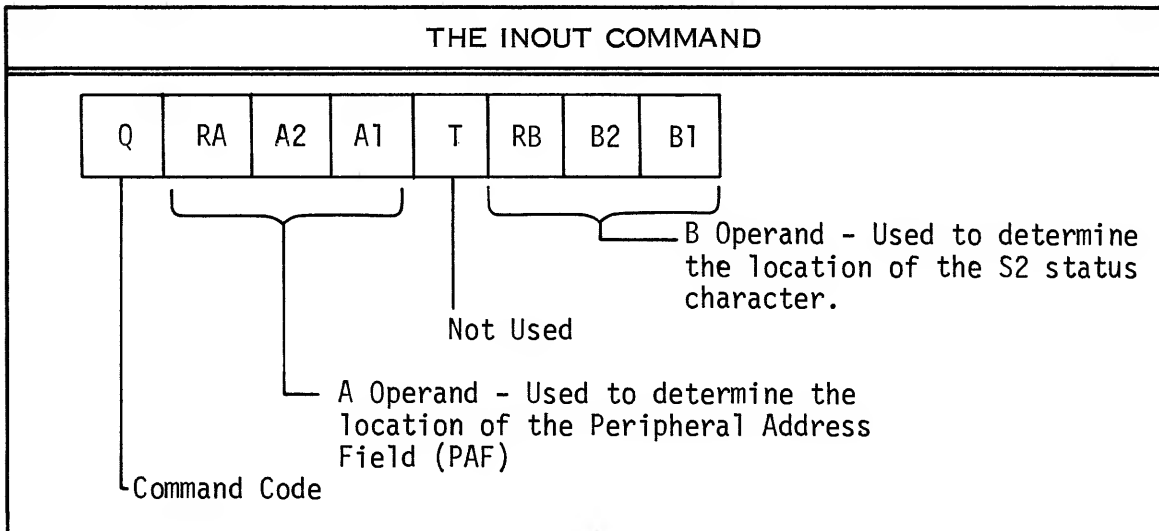 THE INOUT COMMAND
Q RA A2 A1 T RB B2 B1
B Operand - Used to determine
the location of the S2 status
character.
Not Used
A Operand - Used to determine the
location of the Peripheral Address
Field (PAF)
Command Code